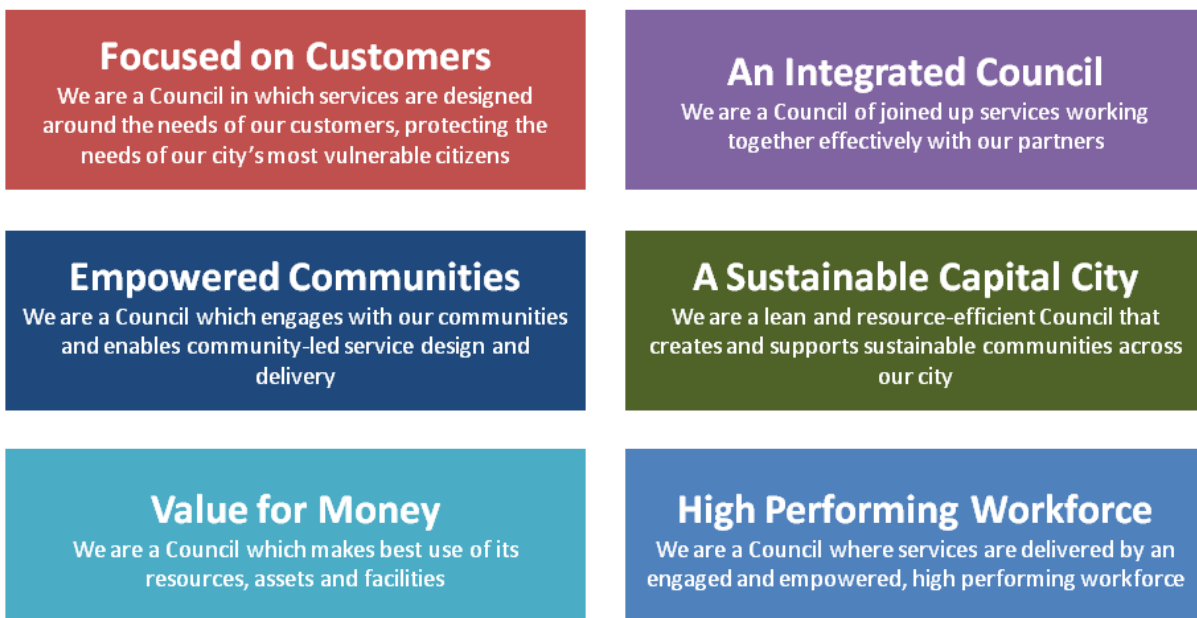 Focused on Customers
We are a Council in which services are designed
around the needs of our customers, protecting the
needs of our city's most vulnerable citizens
An Integrated Council
We are a Council of joined up services working
together effectively with our partners
Empowered Communities
We are a Council which engages with our communities
and enables community-led service design and
delivery
A Sustainable Capital City
We are a lean and resource-efficient Council that
creates and supports sustainable communities across
our city
Value for Money
We are a Council which makes best use of its
resources, assets and facilities
High Performing Workforce
We are a Council where services are delivered by an
engaged and empowered, high performing workforce